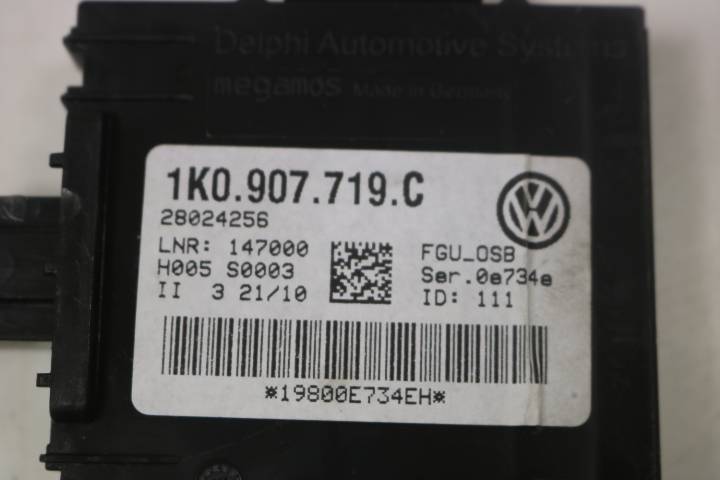 Delphi Automotive Systems
megamos Made in Germany
1K0.907.719.C
28024256
LNR: 147000
H005 S0003
II 3 21/10
FGU_OSB
Ser.0e734e
ID: 111
*19800E734EH*